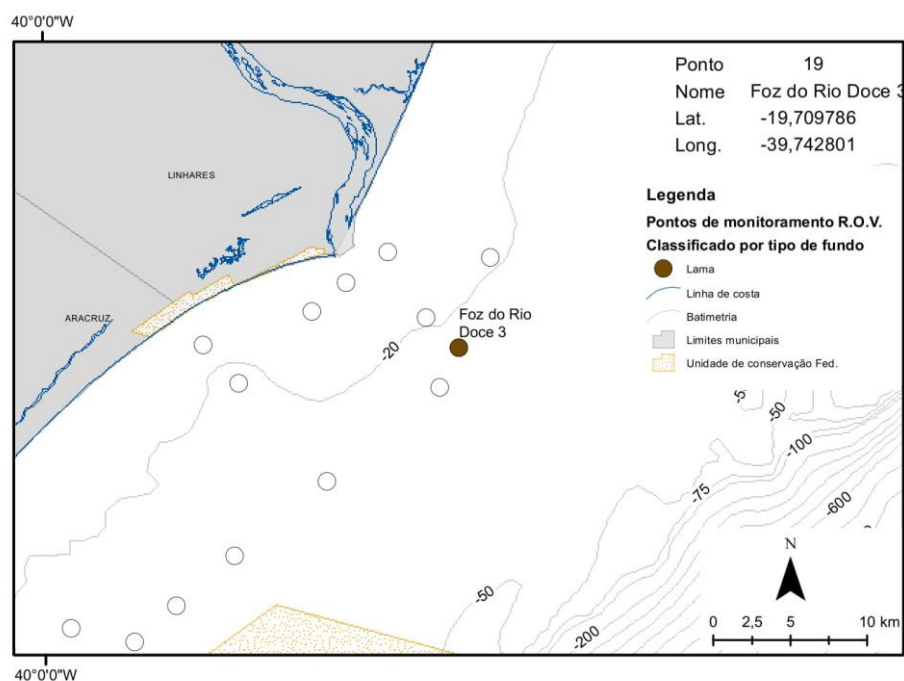 40°0'0"W
Ponto 19
Nome Foz do Rio Doce 3
Lat. -19,709786
Long. -39,742801
LINHARES
Legenda
Pontos de monitoramento R.O.V.
Classificado por tipo de fundo
Lama
Linha de costa
Batimetria
Limites municipais
Unidade de conservação Fed.
ARACRUZ
Foz do Rio
Doce 3
-20
-50
-100
-75
-600
-50
-200
N
0 2,5 5 10 km
40°0'0"W